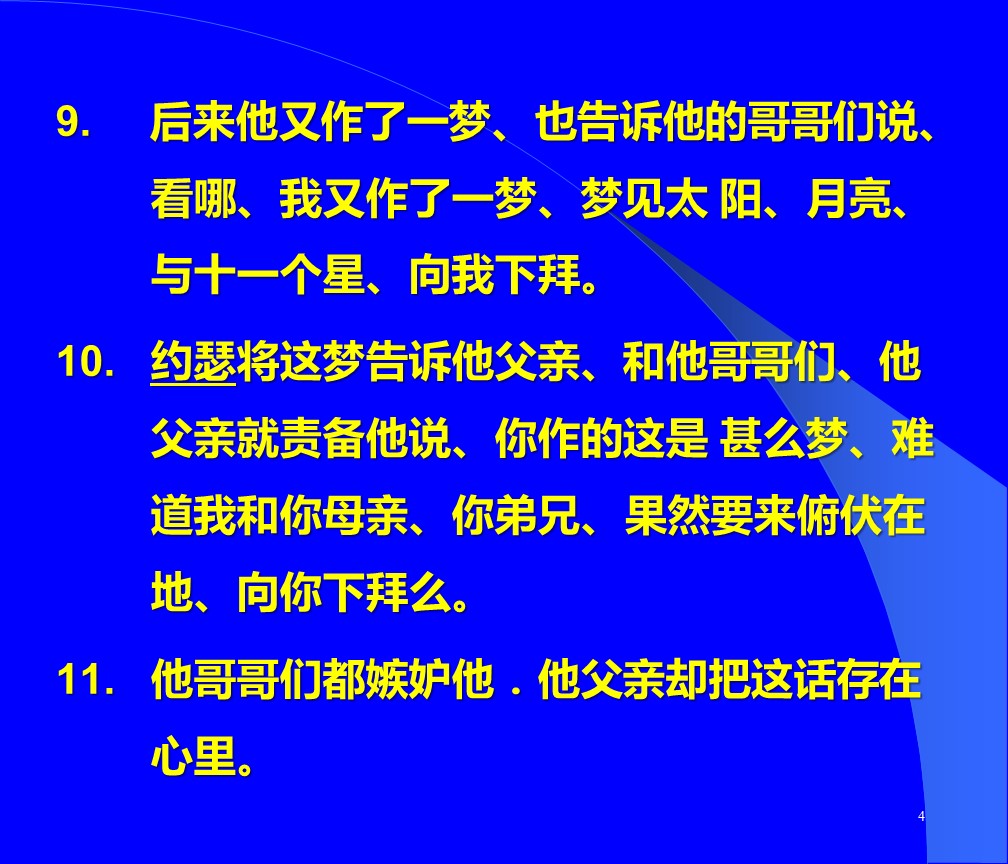 9. 后来他又作了一梦、也告诉他的哥哥们说、
看哪、我又作了一梦、梦见太 阳、月亮、
与十一个星、向我下拜。
10. 约瑟将这梦告诉他父亲、和他哥哥们、他
父亲就责备他说、你作的这是 甚么梦、难
道我和你母亲、你弟兄、果然要来俯伏在
地、向你下拜么。
11. 他哥哥们都嫉妒他．他父亲却把这话存在
心里。
4